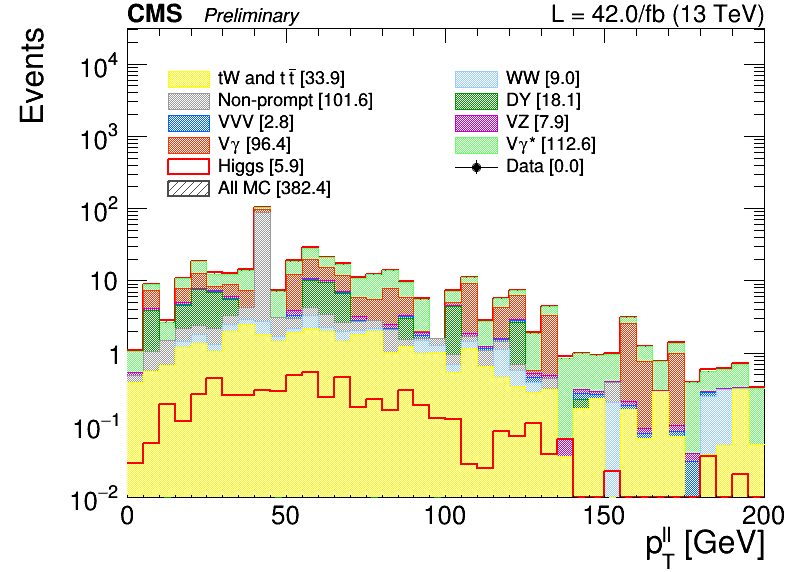 CMS Preliminary L = 42.0/fb (13 TeV)
Events
10⁴
10³
10²
10
1
10⁻¹
10⁻²
tW and t t̄ [33.9]
Non-prompt [101.6]
VVV [2.8]
Vγ [96.4]
Higgs [5.9]
All MC [382.4]
WW [9.0]
DY [18.1]
VZ [7.9]
Vγ* [112.6]
Data [0.0]
0 50 100 150 200
p_T^ll [GeV]